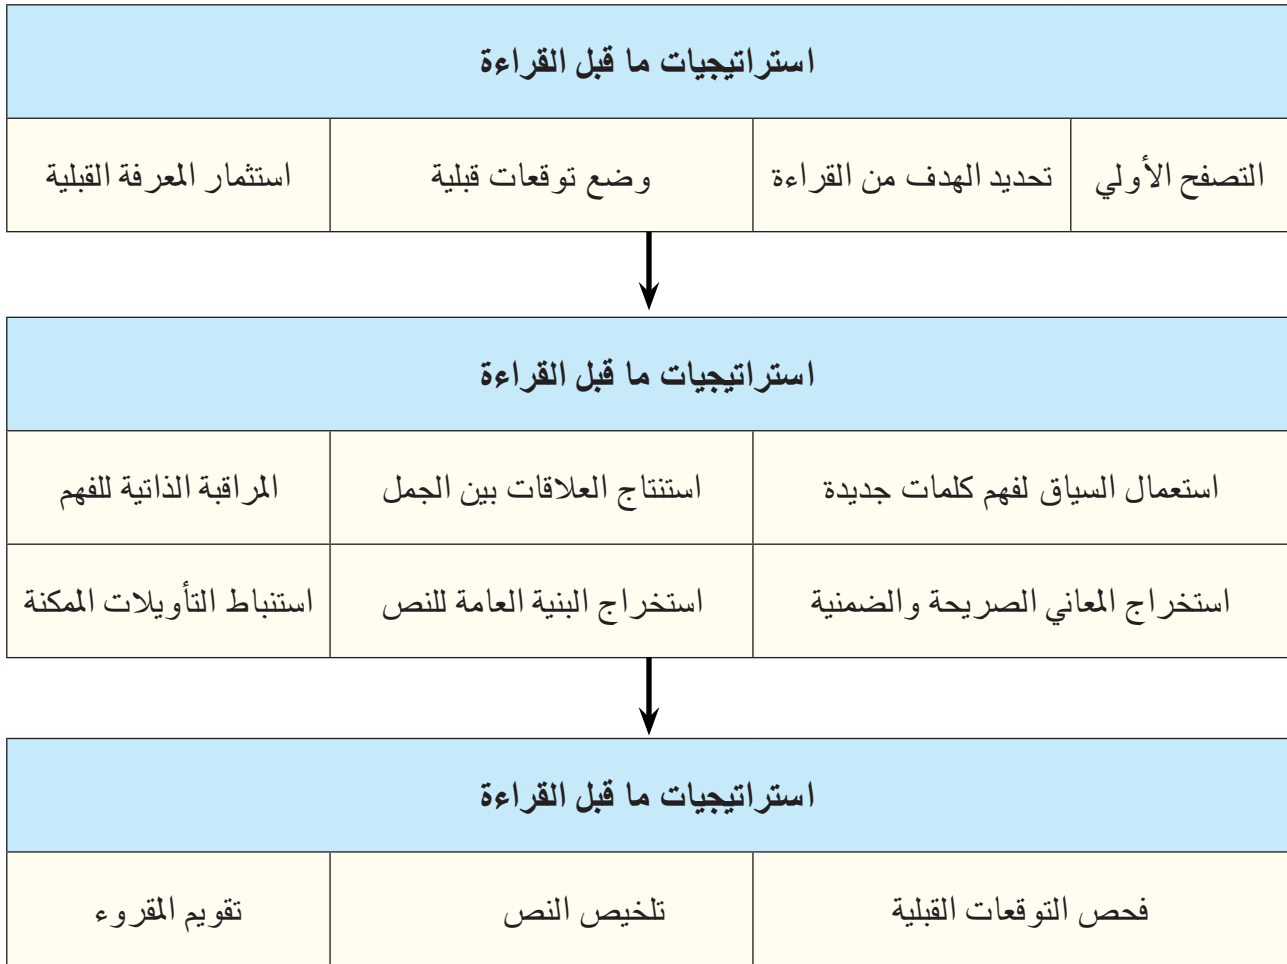 استراتيجيات ما قبل القراءة
التصفح الأولي تحديد الهدف من القراءة وضع توقعات قبلية استثمار المعرفة القبلية
استراتيجيات ما قبل القراءة
استعمال السياق لفهم كلمات جديدة استنتاج العلاقات بين الجمل المراقبة الذاتية للفهم
استخراج المعاني الصريحة والضمنية استخراج البنية العامة للنص استنباط التأويلات الممكنة
استراتيجيات ما قبل القراءة
فحص التوقعات القبلية تلخيص النص تقويم المقروء